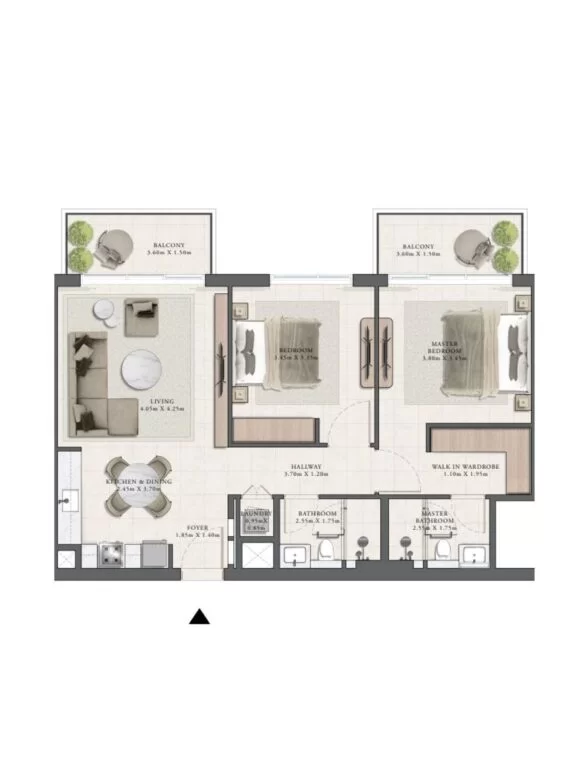 BALCONY
3.60m X 1.50m
BALCONY
3.60m X 1.50m
BEDROOM
3.45m X 3.35m
MASTER
BEDROOM
3.80m X 3.45m
LIVING
4.05m X 4.25m
HALLWAY
3.70m X 1.20m
WALK IN WARDROBE
1.10m X 1.95m
KITCHEN & DINING
2.45m X 3.70m
LAUNDRY
0.95m X
0.85m
BATHROOM
2.55m X 1.75m
MASTER
BATHROOM
2.55m X 1.75m
FOYER
1.85m X 1.40m